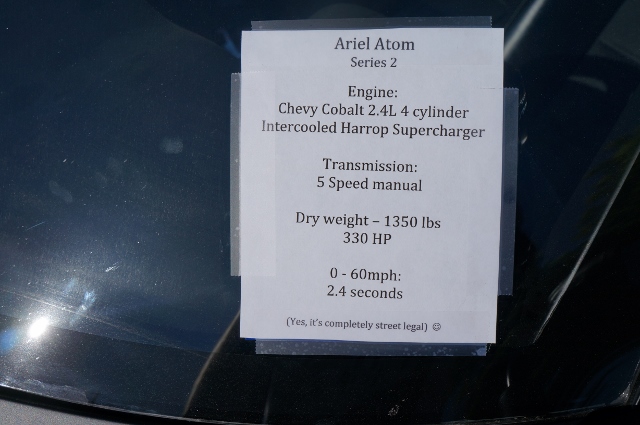 Ariel Atom
Series 2
Engine:
Chevy Cobalt 2.4L 4 cylinder
Intercooled Harrop Supercharger
Transmission:
5 Speed manual
Dry weight – 1350 lbs
330 HP
0 - 60mph:
2.4 seconds
(Yes, it's completely street legal) ☺